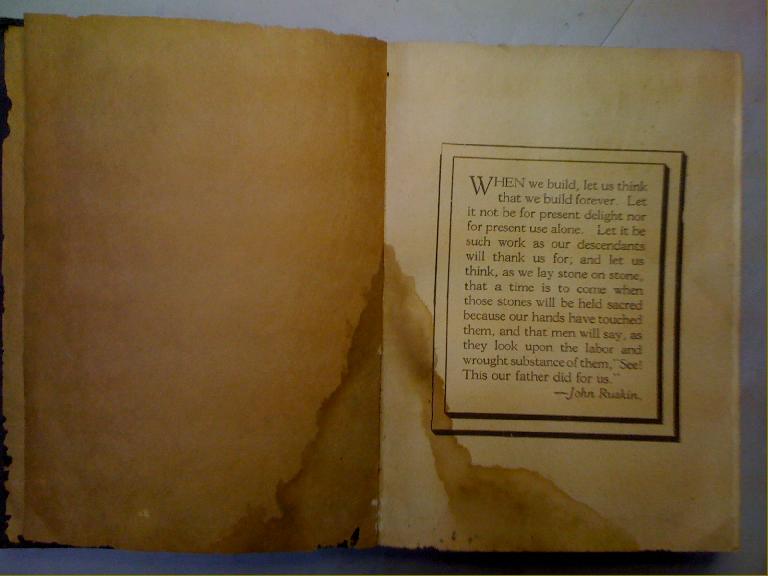 WHEN we build, let us think
that we build forever. Let
it not be for present delight nor
for present use alone. Let it be
such work as our descendants
will thank us for; and let us
think, as we lay stone on stone,
that a time is to come when
those stones will be held sacred
because our hands have touched
them, and that men will say, as
they look upon the labor and
wrought substance of them, "See!
This our father did for us."
—John Ruskin.